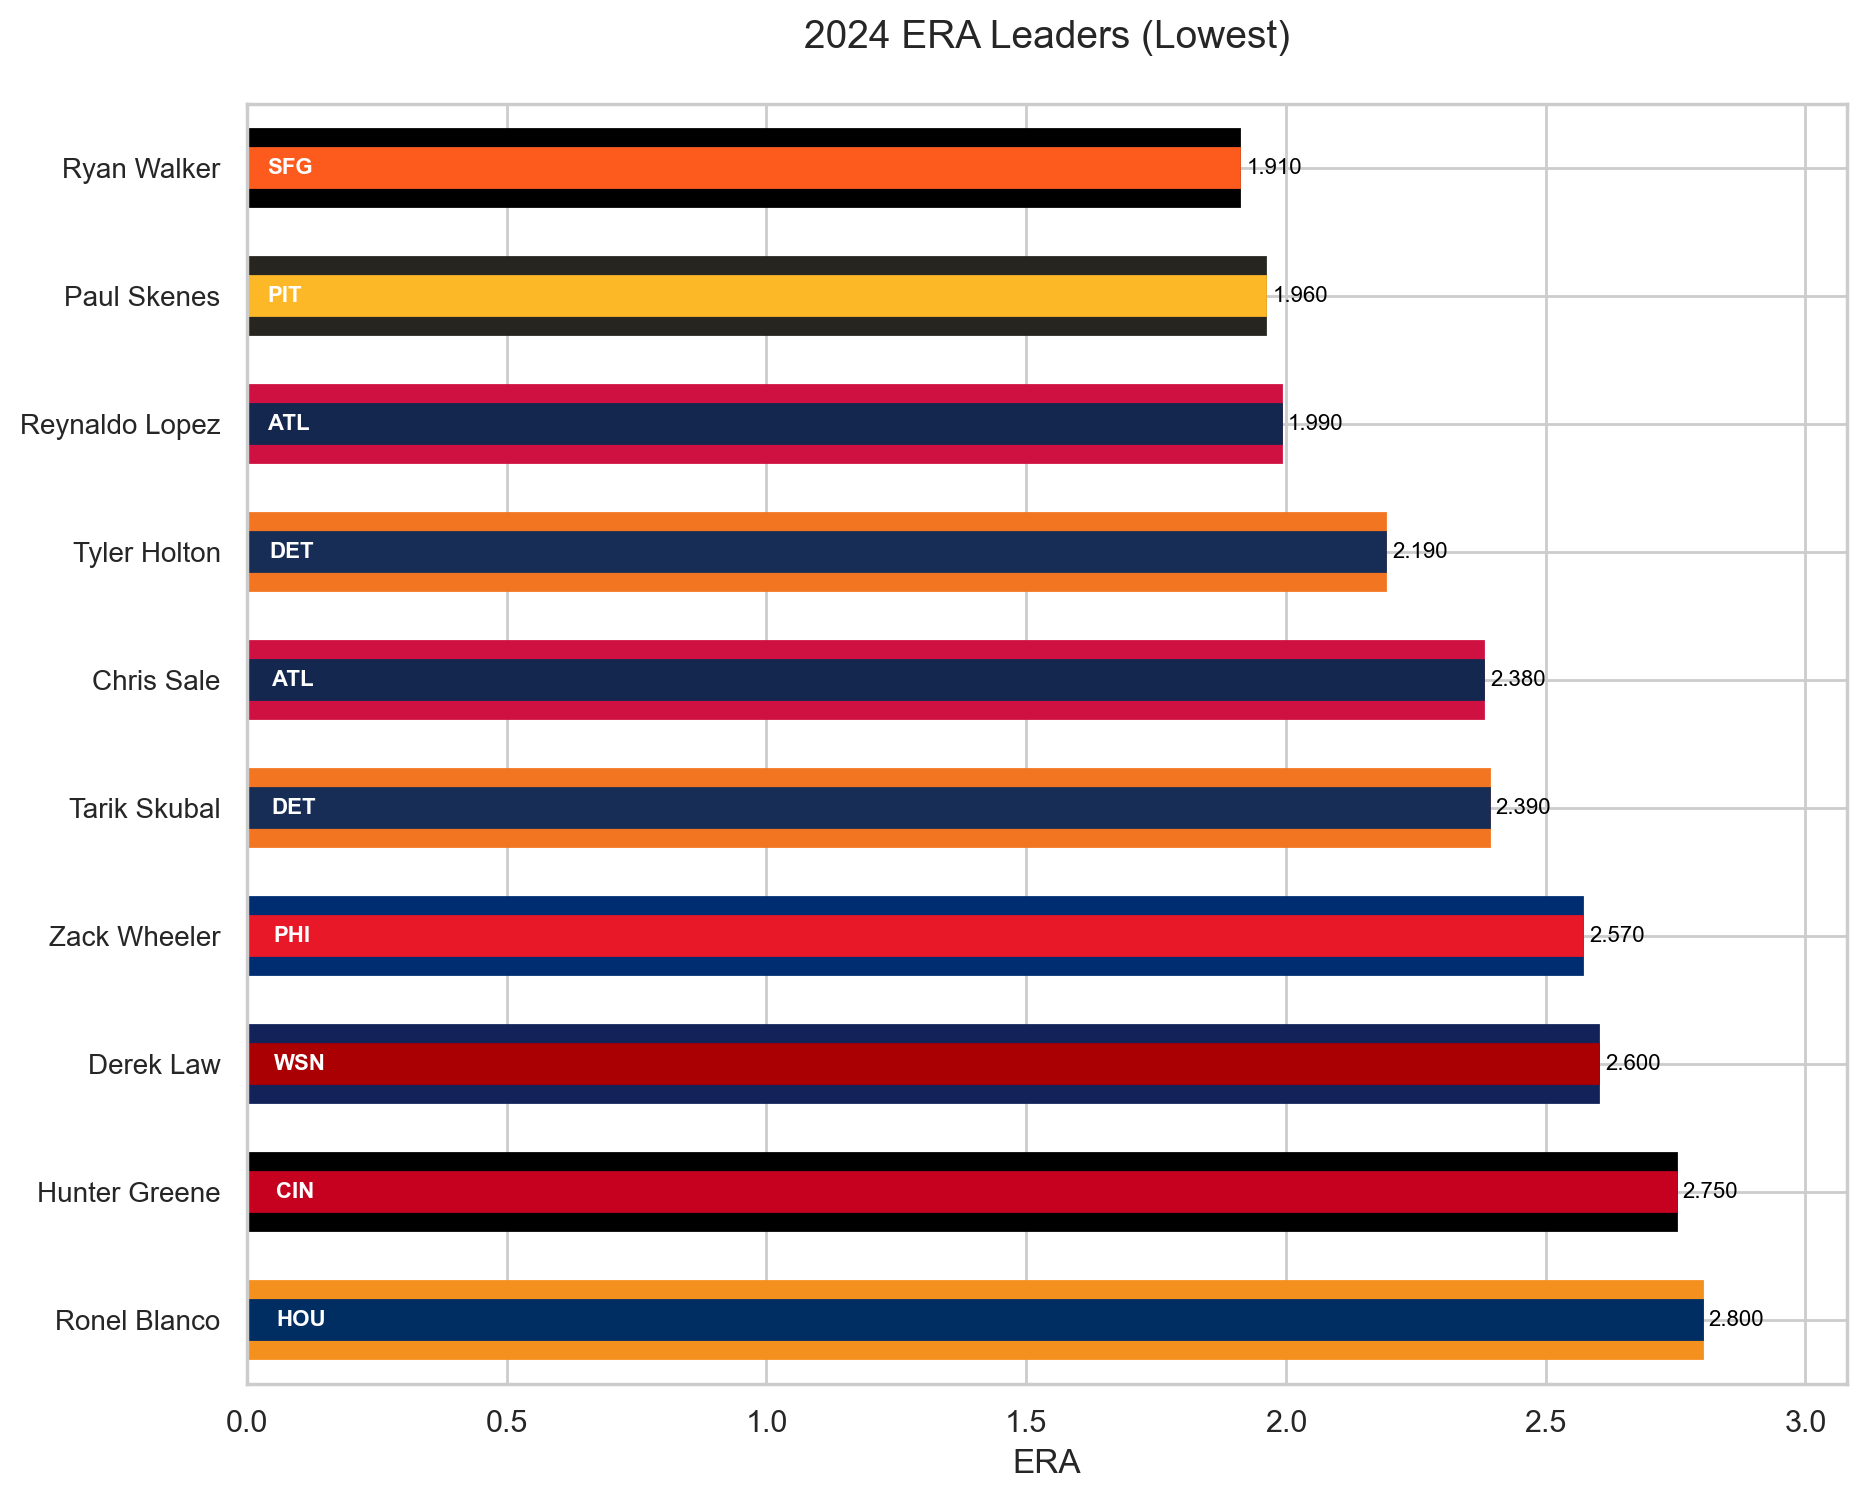 2024 ERA Leaders (Lowest)
Ryan Walker SFG 1.910
Paul Skenes PIT 1.960
Reynaldo Lopez ATL 1.990
Tyler Holton DET 2.190
Chris Sale ATL 2.380
Tarik Skubal DET 2.390
Zack Wheeler PHI 2.570
Derek Law WSN 2.600
Hunter Greene CIN 2.750
Ronel Blanco HOU 2.800
0.0 0.5 1.0 1.5 2.0 2.5 3.0
ERA